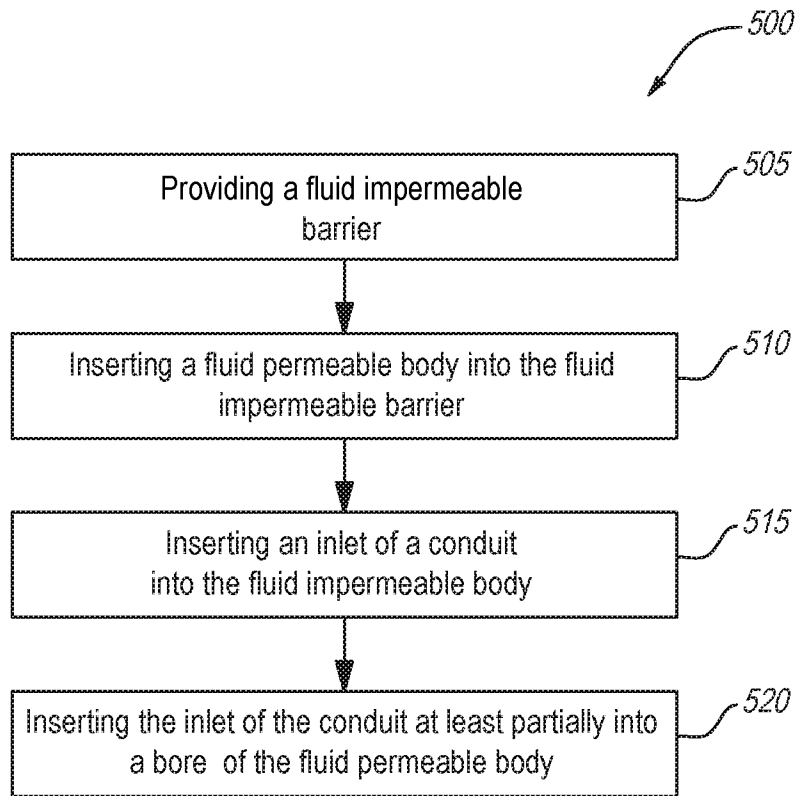 500
505
Providing a fluid impermeable
barrier
510
Inserting a fluid permeable body into the fluid
impermeable barrier
515
Inserting an inlet of a conduit
into the fluid impermeable body
520
Inserting the inlet of the conduit at least partially into
a bore of the fluid permeable body